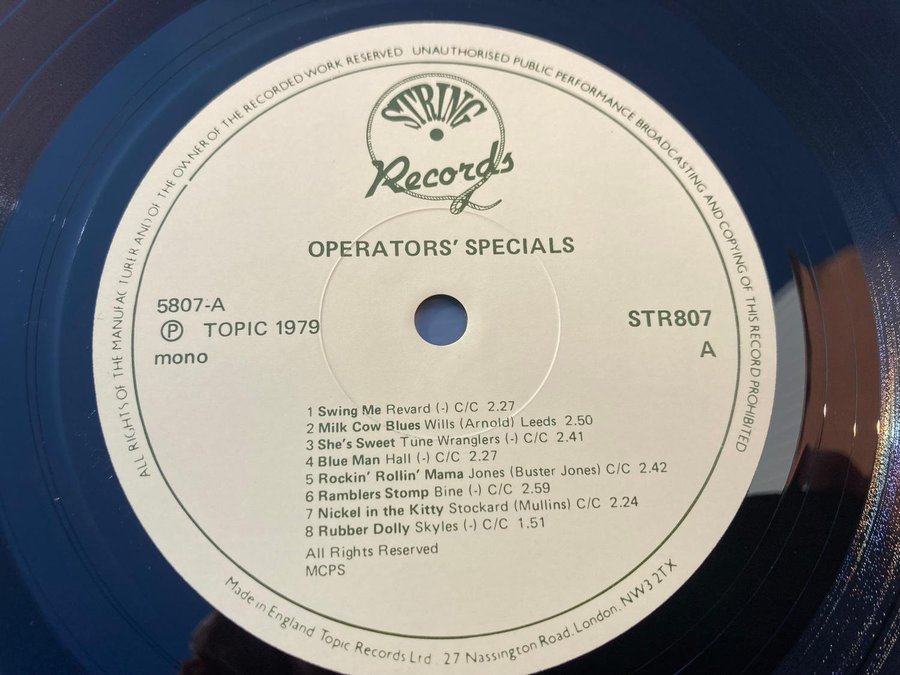 ALL RIGHTS OF THE MANUFACTURER AND OF THE OWNER OF THE RECORDED WORK RESERVED UNAUTHORISED PUBLIC PERFORMANCE BROADCASTING AND COPYING OF THIS RECORD PROHIBITED
STRING
Records
OPERATORS' SPECIALS
5807-A
Ⓟ TOPIC 1979
mono
STR807
A
1 Swing Me Revard (-) C/C 2.27
2 Milk Cow Blues Wills (Arnold) Leeds 2.50
3 She's Sweet Tune Wranglers (-) C/C 2.41
4 Blue Man Hall (-) C/C 2.27
5 Rockin' Rollin' Mama Jones (Buster Jones) C/C 2.42
6 Ramblers Stomp Bine (-) C/C 2.59
7 Nickel in the Kitty Stockard (Mullins) C/C 2.24
8 Rubber Dolly Skyles (-) C/C 1.51
All Rights Reserved
MCPS
Made in England Topic Records Ltd. 27 Nassington Road. London. NW3 2TX